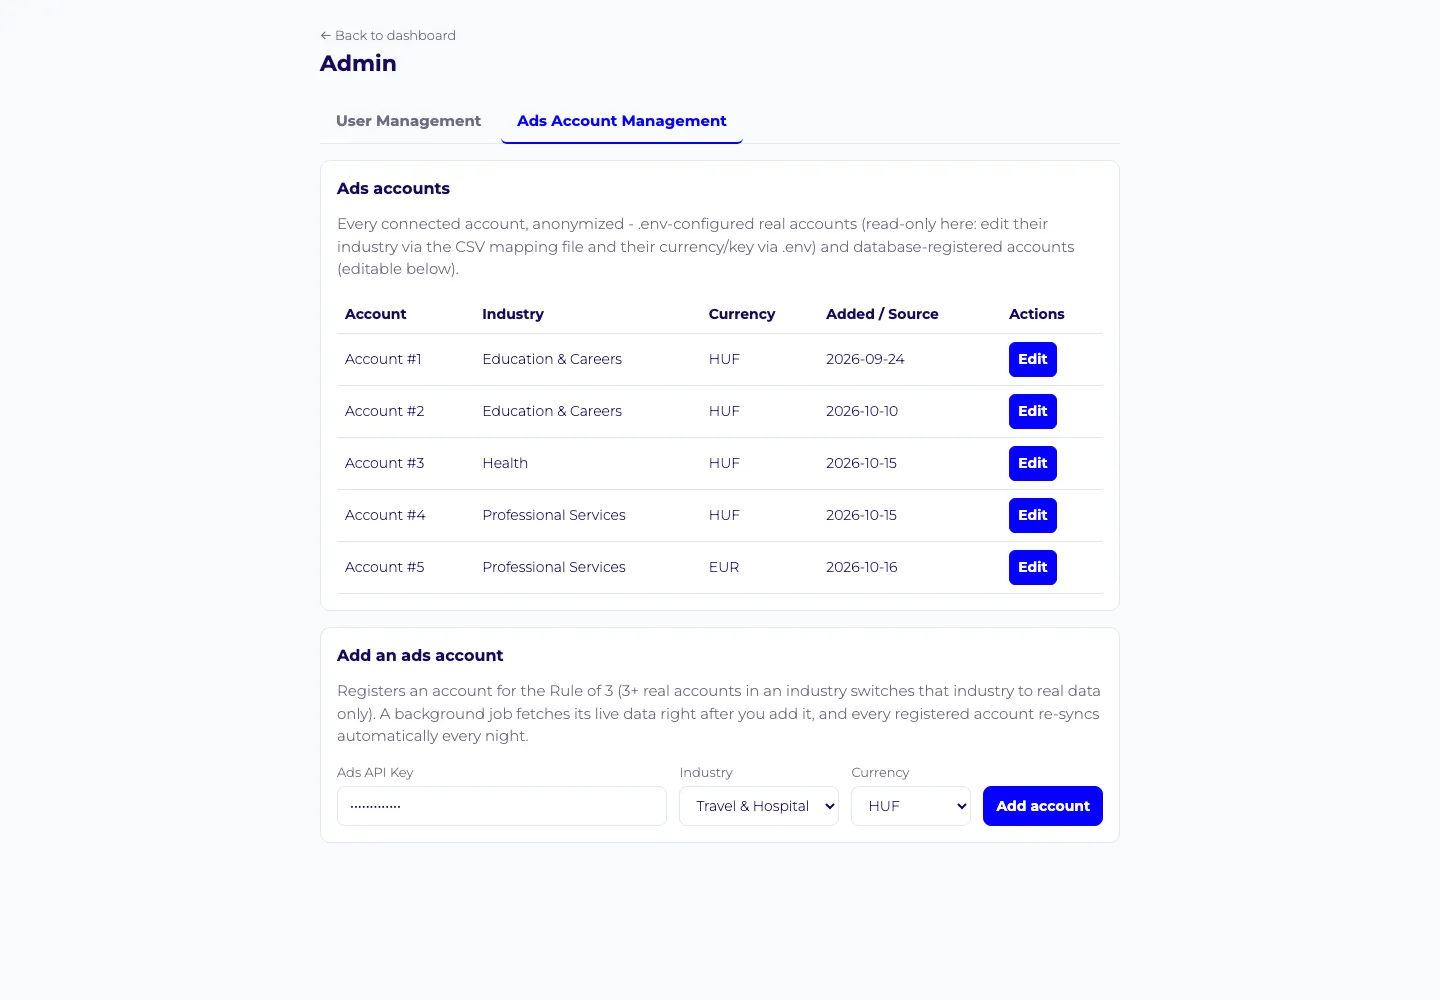 ← Back to dashboard
Admin
User Management Ads Account Management
Ads accounts
Every connected account, anonymized - .env-configured real accounts (read-only here: edit their
industry via the CSV mapping file and their currency/key via .env) and database-registered accounts
(editable below).
Account Industry Currency Added / Source Actions
Account #1 Education & Careers HUF 2026-09-24 Edit
Account #2 Education & Careers HUF 2026-10-10 Edit
Account #3 Health HUF 2026-10-15 Edit
Account #4 Professional Services HUF 2026-10-15 Edit
Account #5 Professional Services EUR 2026-10-16 Edit
Add an ads account
Registers an account for the Rule of 3 (3+ real accounts in an industry switches that industry to real data
only). A background job fetches its live data right after you add it, and every registered account re-syncs
automatically every night.
Ads API Key Industry Currency
············· Travel & Hospital HUF Add account